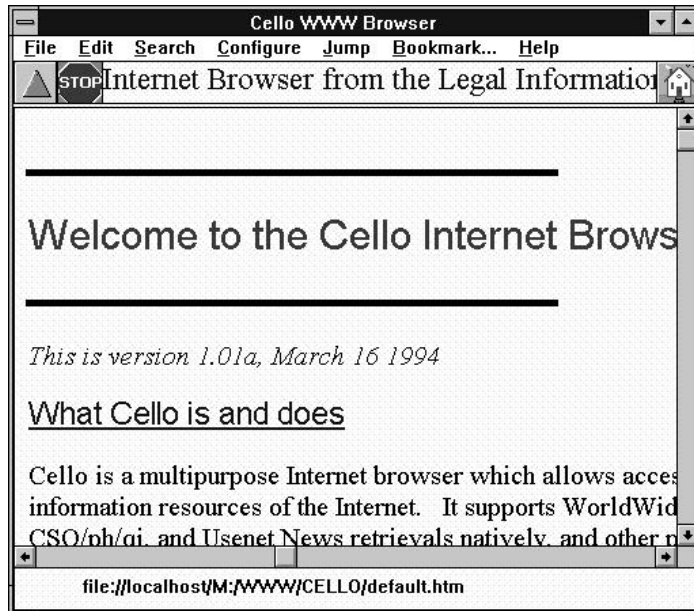 Cello WWW Browser
File Edit Search Configure Jump Bookmark... Help
STOP Internet Browser from the Legal Information
Welcome to the Cello Internet Brows
This is version 1.01a, March 16 1994
What Cello is and does
Cello is a multipurpose Internet browser which allows acces
information resources of the Internet. It supports WorldWid
CSO/ph/qi, and Usenet News retrievals natively, and other p
file://localhost/M:/WWW/CELLO/default.htm